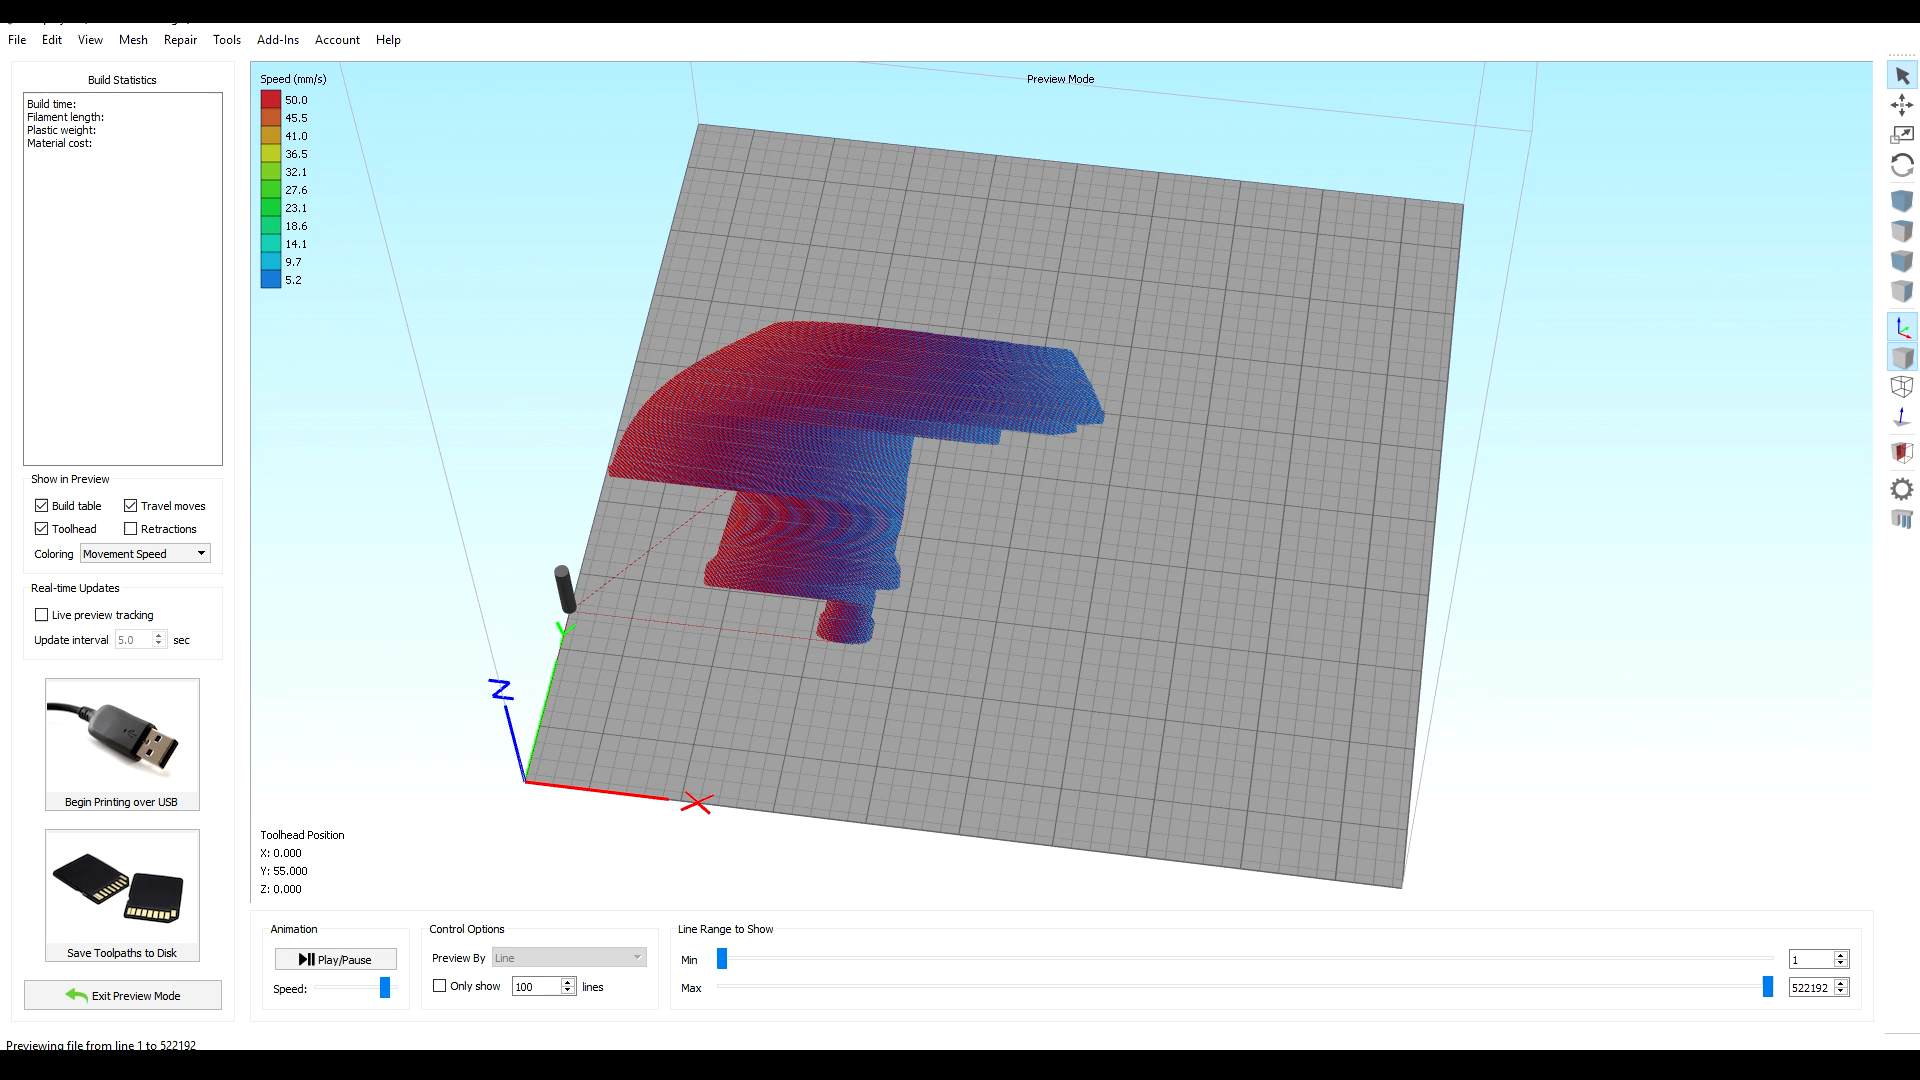 File Edit View Mesh Repair Tools Add-Ins Account Help
Build Statistics
Build time:
Filament length:
Plastic weight:
Material cost:
Show in Preview
Build table
Travel moves
Toolhead
Retractions
Coloring Movement Speed
Real-time Updates
Live preview tracking
Update interval 5.0 sec
Begin Printing over USB
Save Toolpaths to Disk
Exit Preview Mode
Speed (mm/s)
50.0
45.5
41.0
36.5
32.1
27.6
23.1
18.6
14.1
9.7
5.2
Preview Mode
Z
Y
X
Toolhead Position
X: 0.000
Y: 55.000
Z: 0.000
Animation
Play/Pause
Speed:
Control Options
Preview By Line
Only show 100 lines
Line Range to Show
Min 1
Max 522192
Previewing file from line 1 to 522192